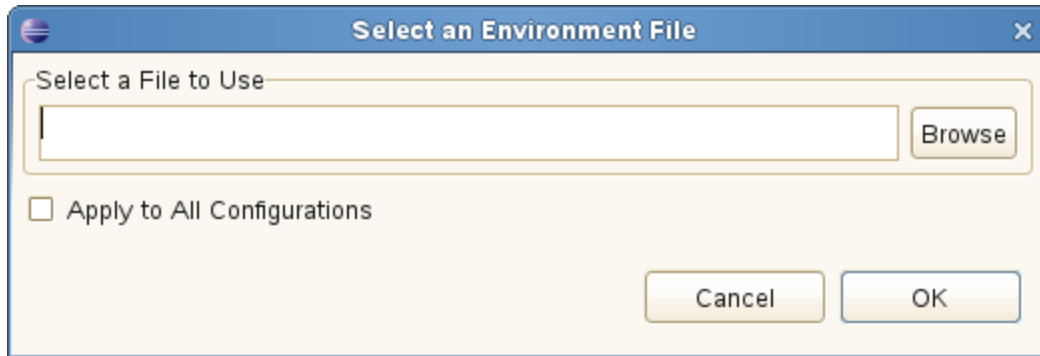 Select an Environment File
Select a File to Use
Browse
Apply to All Configurations
Cancel
OK